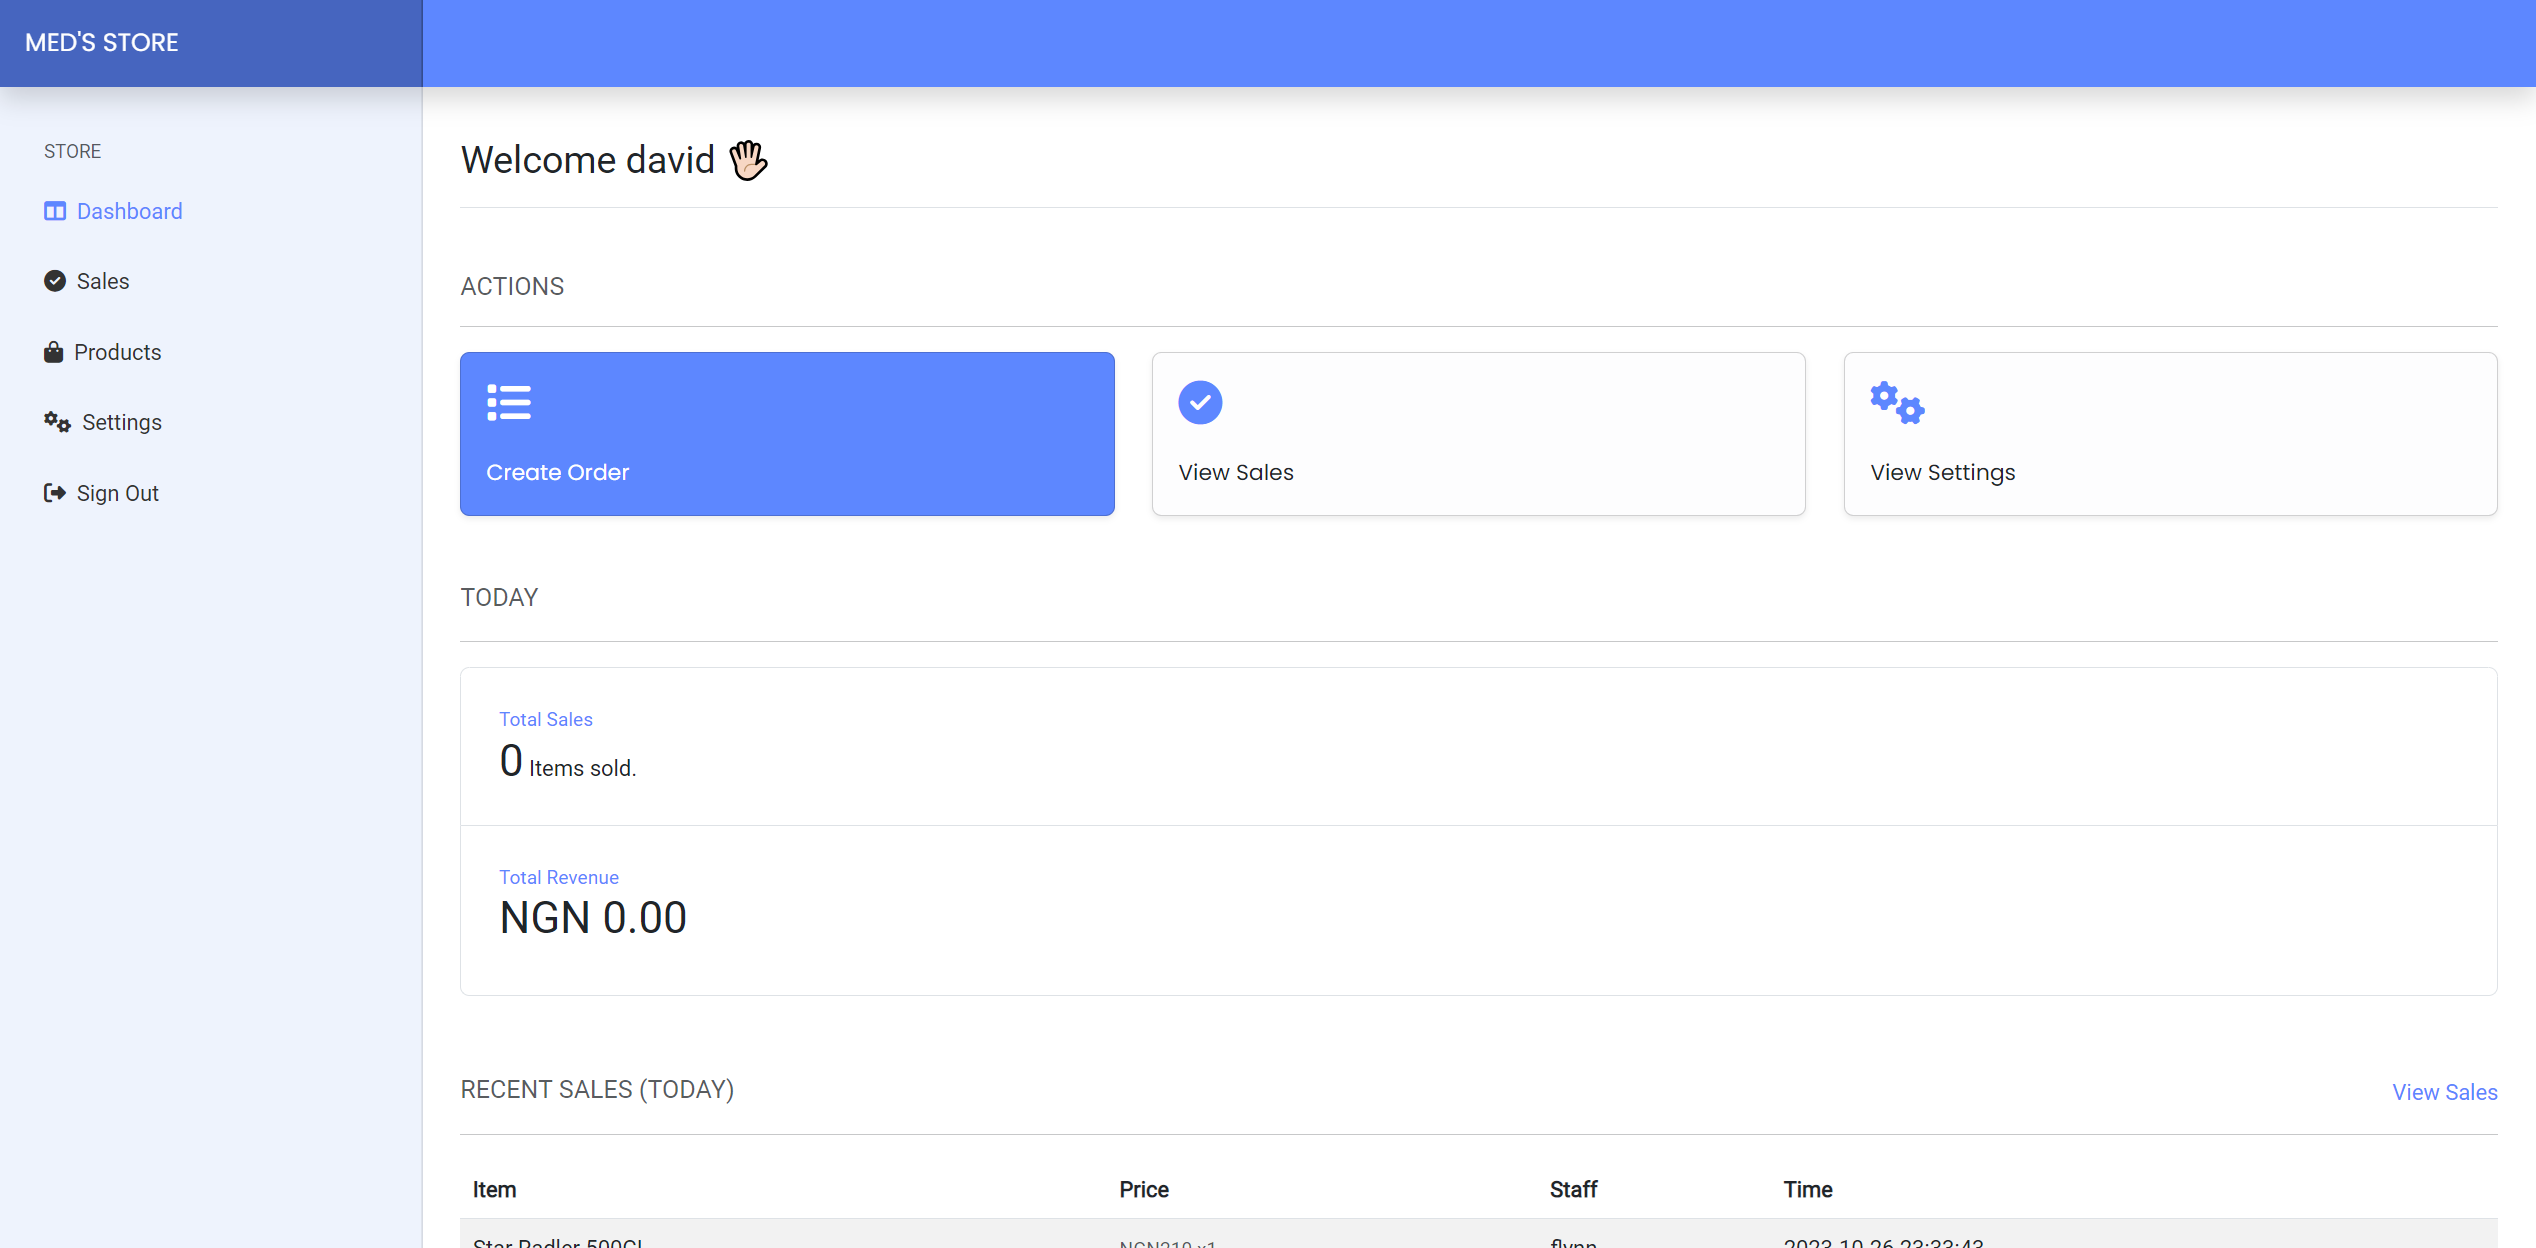 MED'S STORE
STORE
Dashboard
Sales
Products
Settings
Sign Out
Welcome david
ACTIONS
Create Order
View Sales
View Settings
TODAY
Total Sales
0 Items sold.
Total Revenue
NGN 0.00
RECENT SALES (TODAY)
View Sales
Item Price Staff Time
Star Radler 500CL NGN210 x1 flynn 2023-10-26 23:33:43